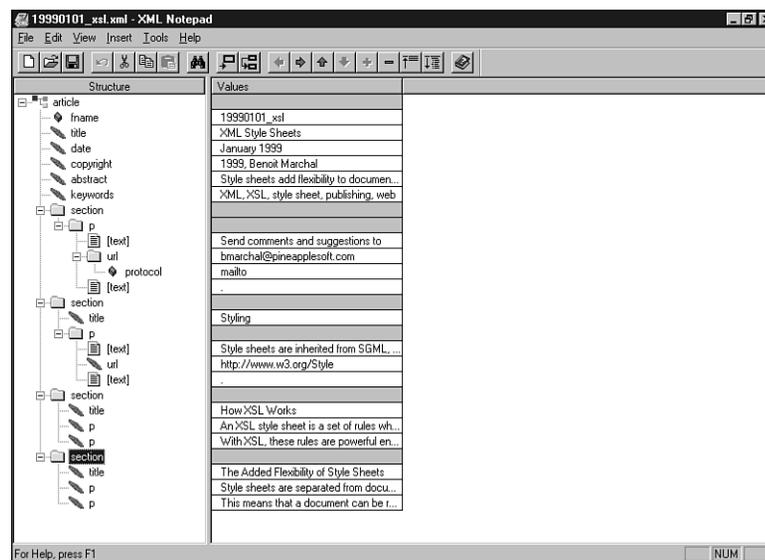 19990101_xsl.xml - XML Notepad
File Edit View Insert Tools Help
Structure Values
article
fname 19990101_xsl
title XML Style Sheets
date January 1999
copyright 1999, Benoit Marchal
abstract Style sheets add flexibility to documen...
keywords XML, XSL, style sheet, publishing, web
section
p
[text] Send comments and suggestions to
url bmarchal@pineapplesoft.com
protocol mailto
[text] .
section
title Styling
p
[text] Style sheets are inherited from SGML, ...
url http://www.w3.org/Style
[text] .
section
title How XSL Works
p An XSL style sheet is a set of rules wh...
p With XSL, these rules are powerful en...
section
title The Added Flexibility of Style Sheets
p Style sheets are separated from docu...
p This means that a document can be r...
For Help, press F1 NUM